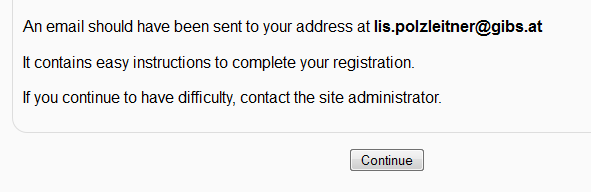 An email should have been sent to your address at lis.polzleitner@gibs.at
It contains easy instructions to complete your registration.
If you continue to have difficulty, contact the site administrator.
Continue